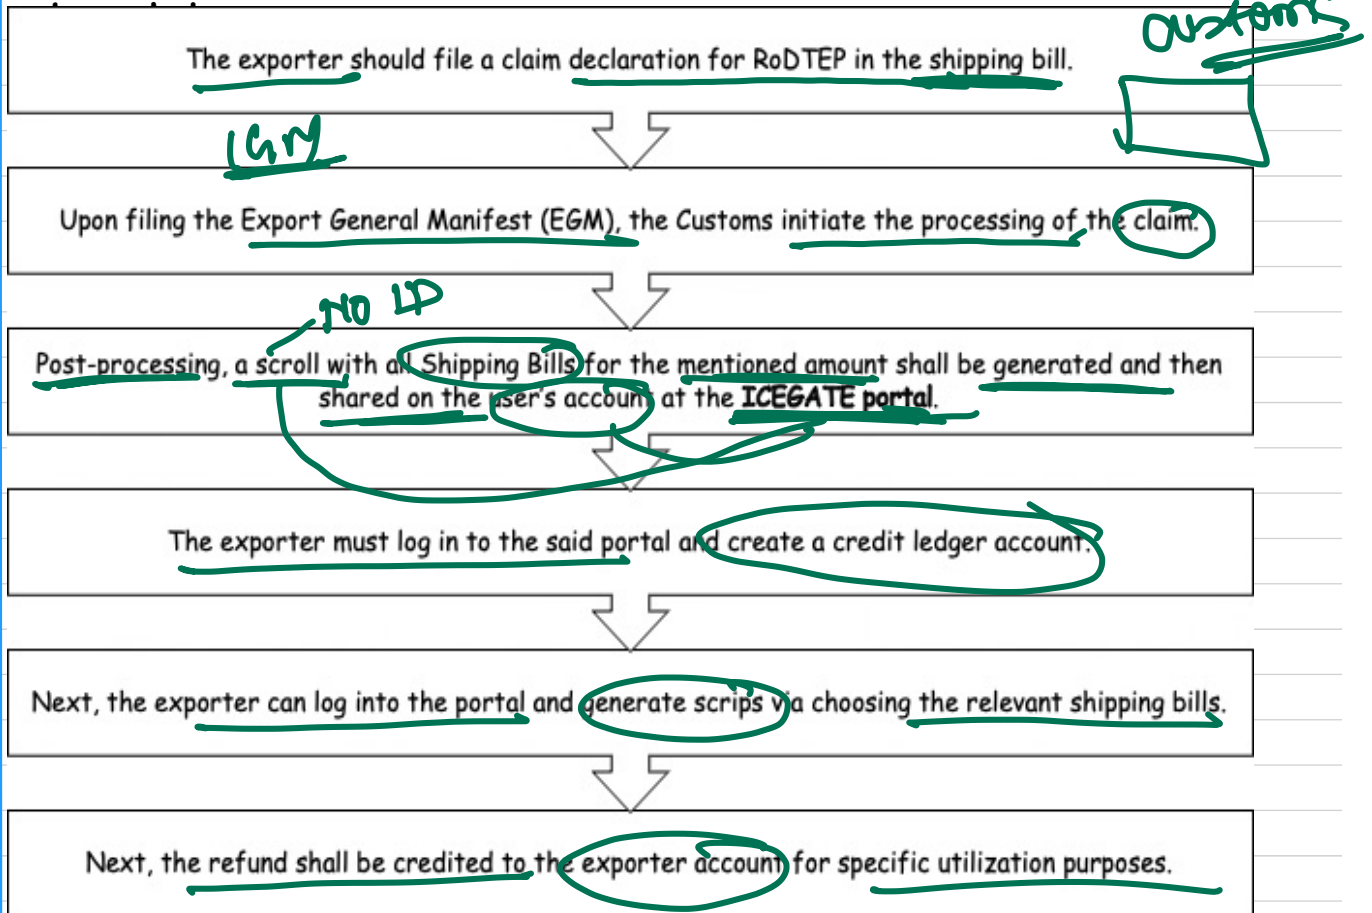 customs
The exporter should file a claim declaration for RoDTEP in the shipping bill.
IGM
Upon filing the Export General Manifest (EGM), the Customs initiate the processing of the claim.
NO LD
Post-processing, a scroll with all Shipping Bills for the mentioned amount shall be generated and then
shared on the user's account at the ICEGATE portal.
The exporter must log in to the said portal and create a credit ledger account.
Next, the exporter can log into the portal and generate scrips via choosing the relevant shipping bills.
Next, the refund shall be credited to the exporter account for specific utilization purposes.